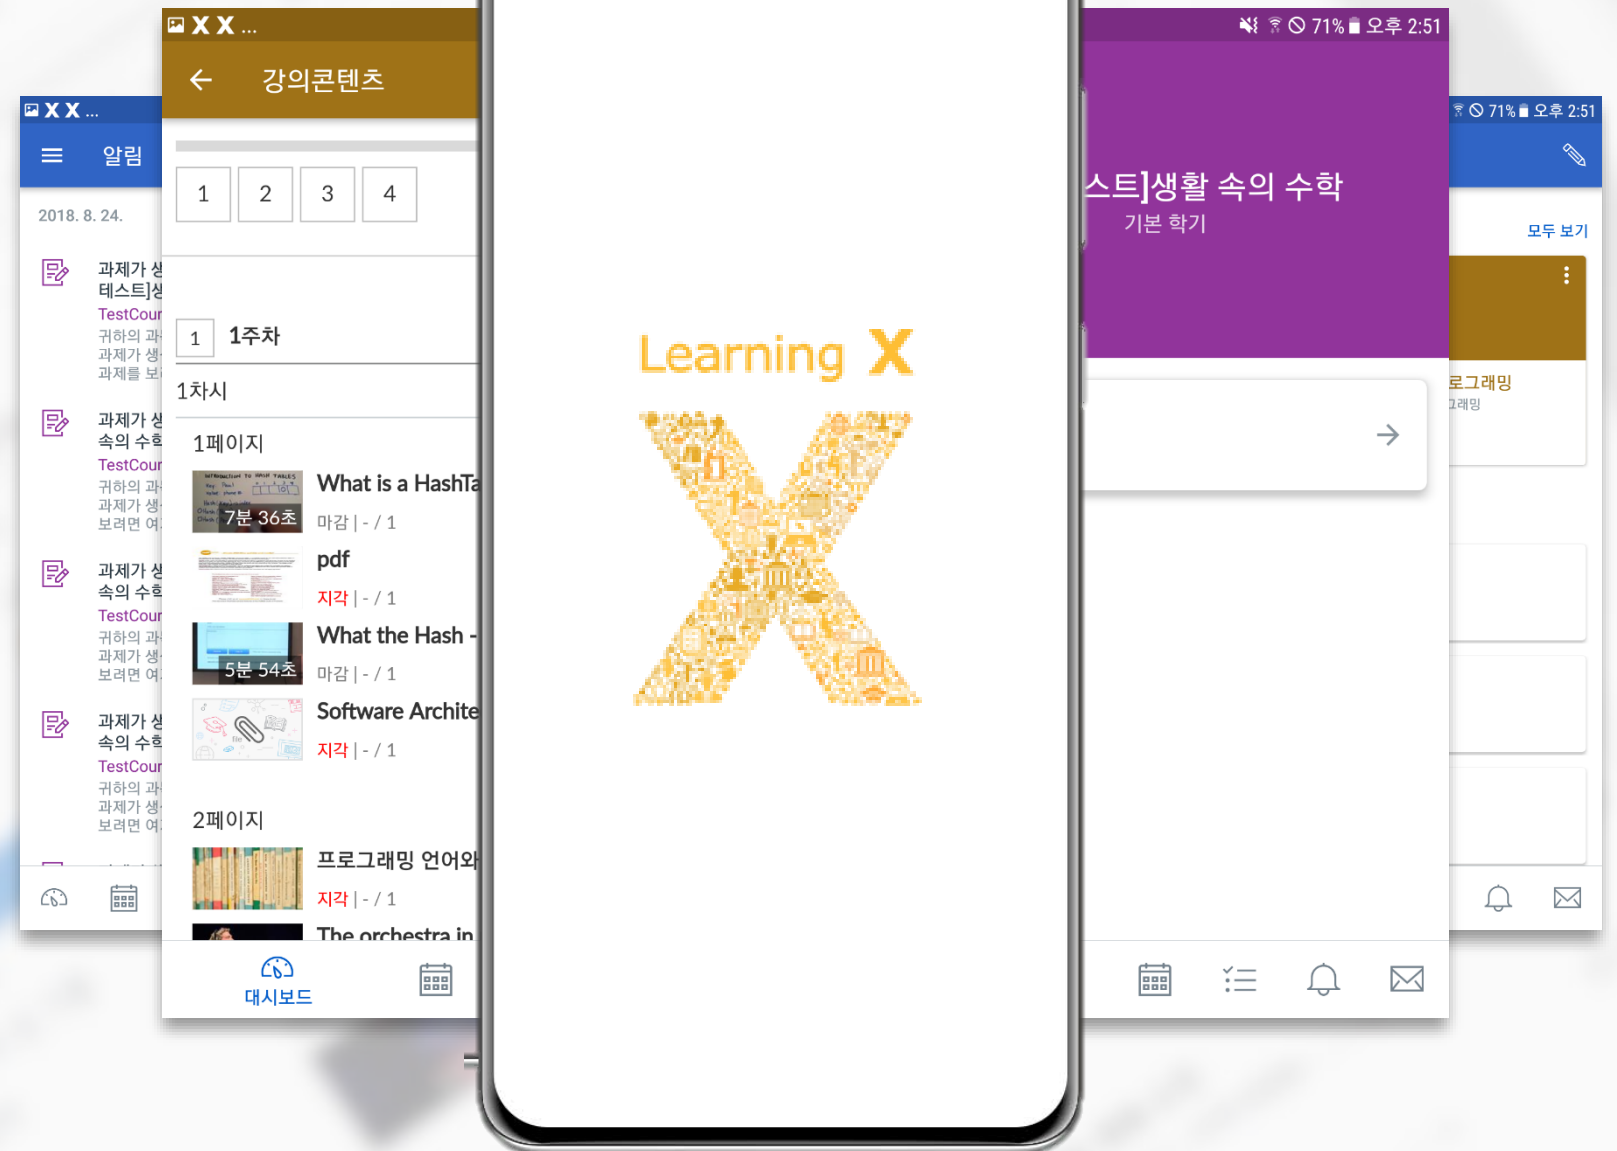 X X ...
알림
2018. 8. 24.
과제가 생
테스트]생
TestCour
귀하의 과
과제가 생
과제를 보
과제가 생
속의 수학
TestCour
귀하의 과
과제가 생
보려면 여
과제가 생
속의 수학
TestCour
귀하의 과
과제가 생
보려면 여
과제가 생
속의 수학
TestCour
귀하의 과
과제가 생
보려면 여
X X ...
강의콘텐츠
1 2 3 4
1 1주차
1차시
1페이지
7분 36초
What is a HashTa
마감 | - / 1
pdf
지각 | - / 1
5분 54초
What the Hash -
마감 | - / 1
Software Archite
지각 | - / 1
2페이지
프로그래밍 언어와
지각 | - / 1
The orchestra in
대시보드
Learning X
71% 오후 2:51
스트]생활 속의 수학
기본 학기
71% 오후 2:51
모두 보기
로그래밍
그래밍